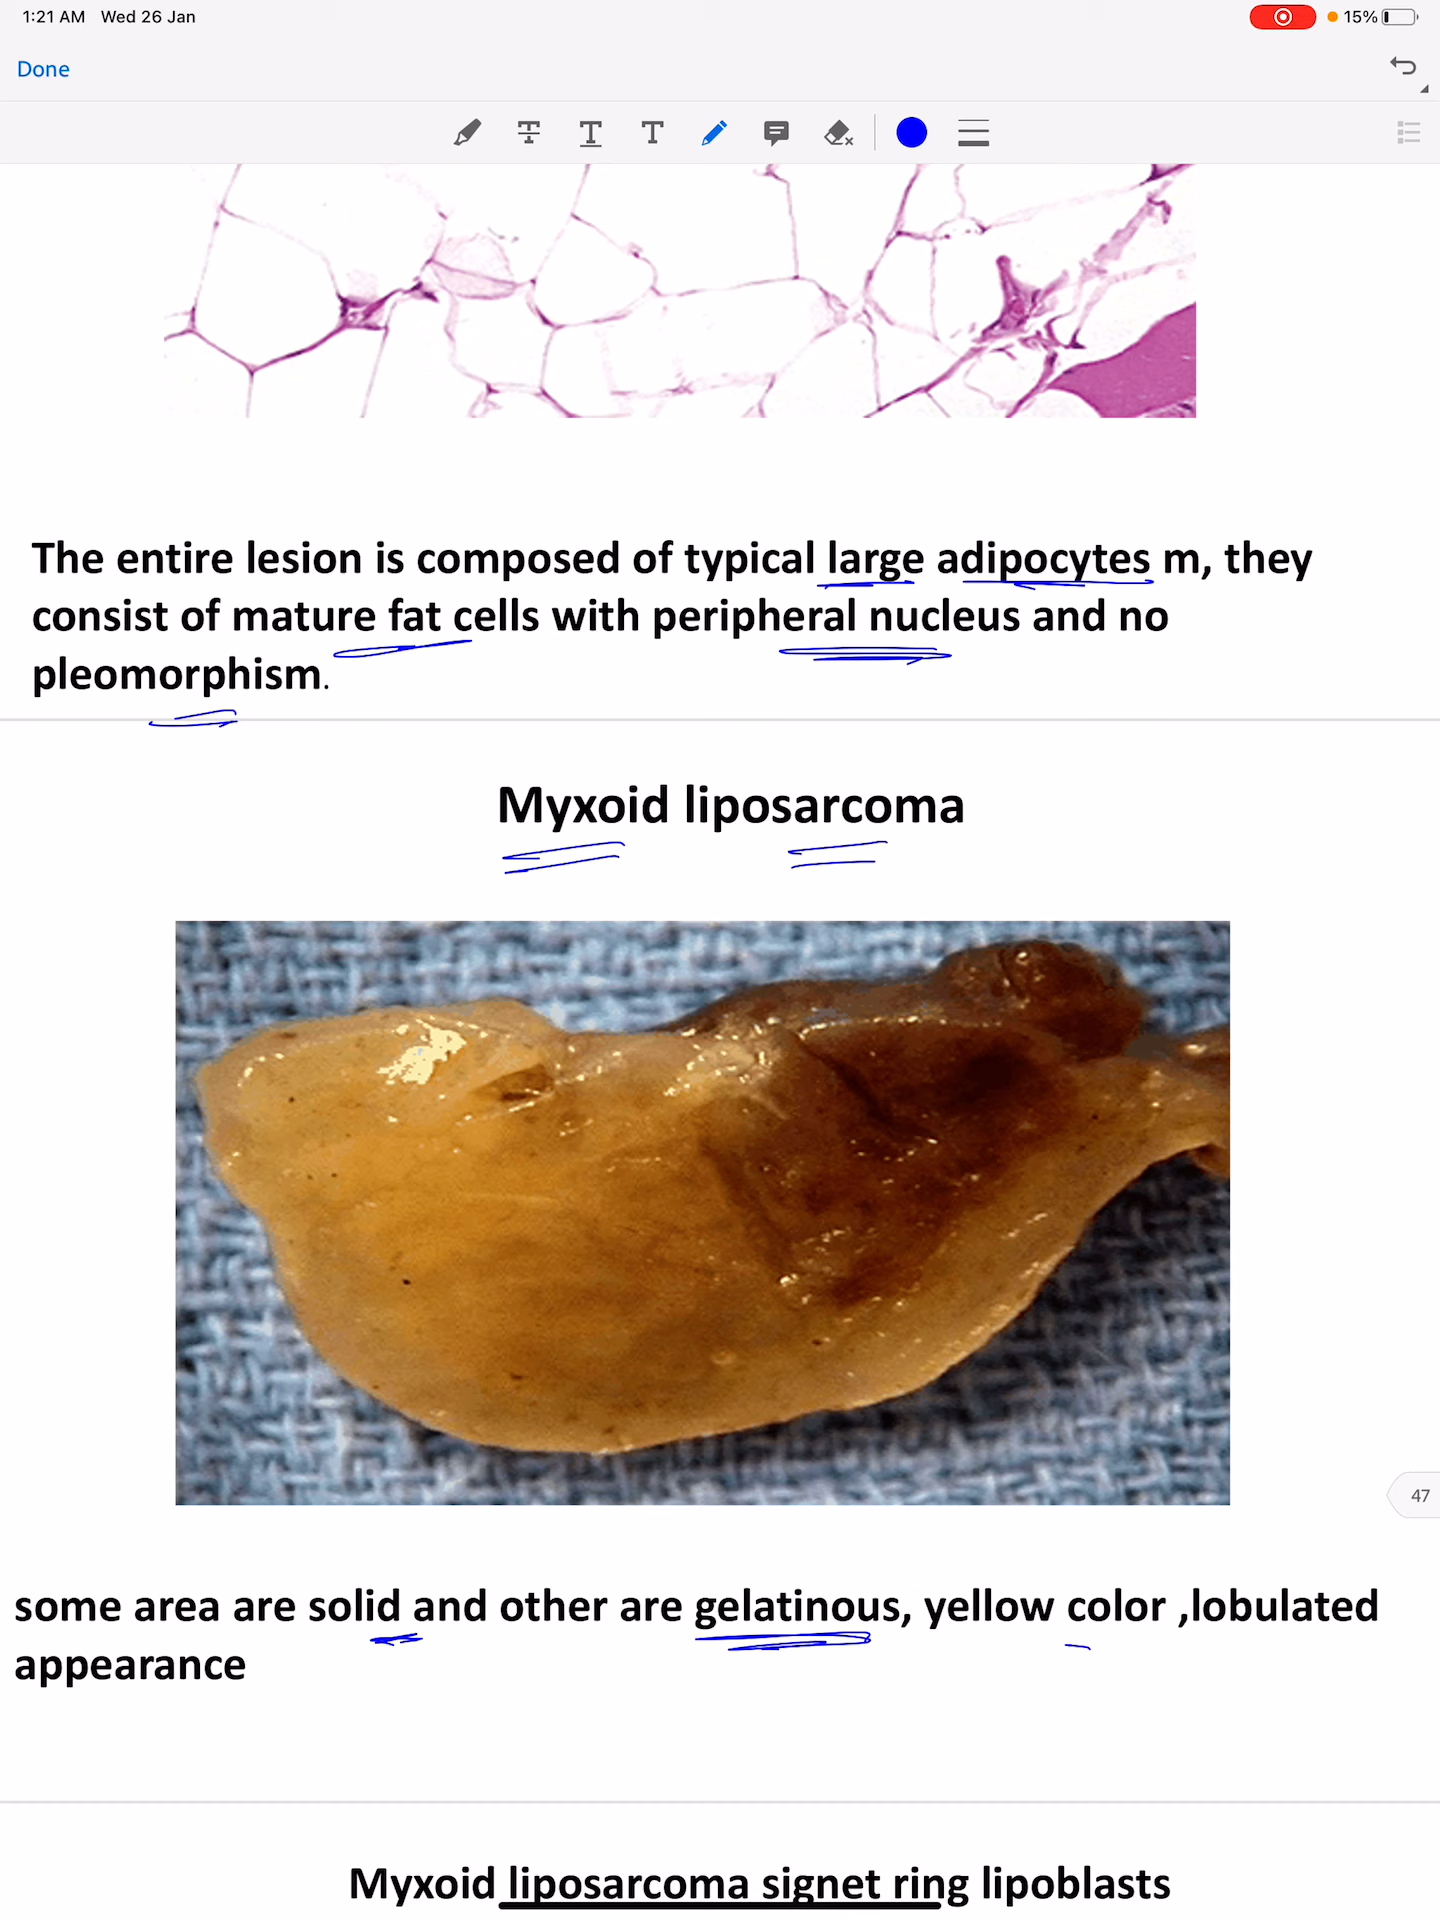 1:21 AM Wed 26 Jan
15%
Done
The entire lesion is composed of typical large adipocytes m, they
consist of mature fat cells with peripheral nucleus and no
pleomorphism.
Myxoid liposarcoma
47
some area are solid and other are gelatinous, yellow color ,lobulated
appearance
Myxoid liposarcoma signet ring lipoblasts